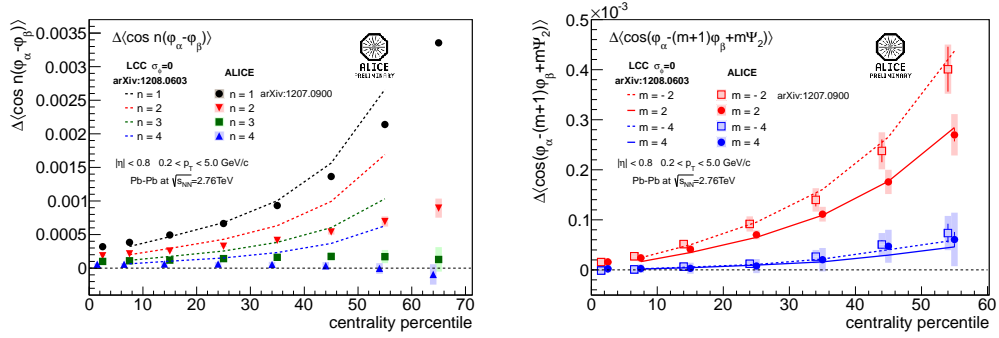 Δ⟨cos n(φα-φβ)⟩
0.0035
0.003
0.0025
0.002
0.0015
0.001
0.0005
0
Δ⟨cos n(φα-φβ)⟩
LCC σφ=0
arXiv:1208.0603
ALICE
n = 1
n = 1 arXiv:1207.0900
n = 2
n = 2
n = 3
n = 3
n = 4
n = 4
|η| < 0.8 0.2 < pT < 5.0 GeV/c
Pb-Pb at √sNN=2.76TeV
ALICE
PRELIMINARY
0 10 20 30 40 50 60 70
centrality percentile
Δ⟨cos(φα-(m+1)φβ+mΨ2)⟩
×10-3
0.5
0.4
0.3
0.2
0.1
0
Δ⟨cos(φα-(m+1)φβ+mΨ2)⟩
LCC σφ=0
arXiv:1208.0603
ALICE
m = - 2
m = - 2 arXiv:1207.0900
m = 2
m = 2
m = - 4
m = - 4
m = 4
m = 4
|η| < 0.8 0.2 < pT < 5.0 GeV/c
Pb-Pb at √sNN=2.76TeV
ALICE
PRELIMINARY
0 10 20 30 40 50 60
centrality percentile